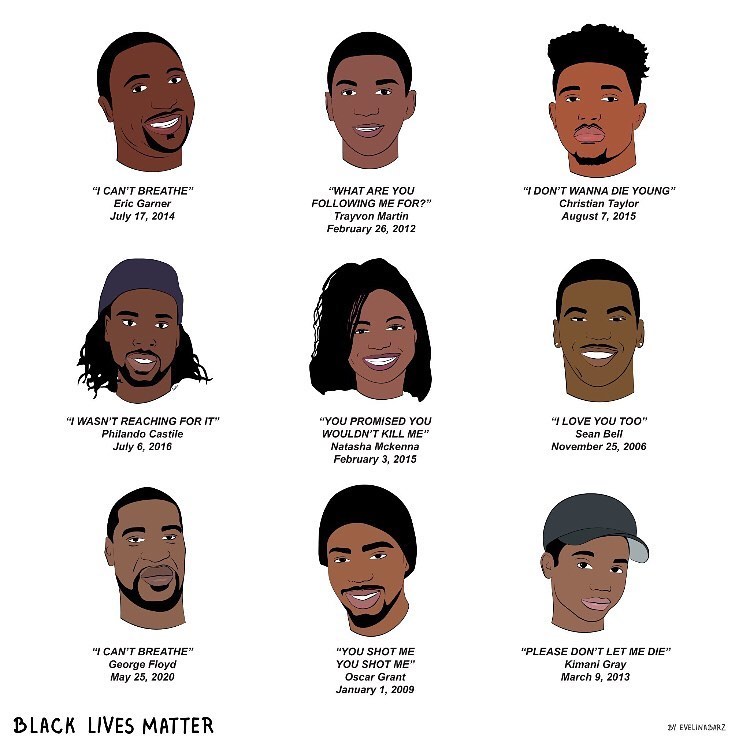 “I CAN’T BREATHE”
Eric Garner
July 17, 2014
“WHAT ARE YOU
FOLLOWING ME FOR?”
Trayvon Martin
February 26, 2012
“I DON’T WANNA DIE YOUNG”
Christian Taylor
August 7, 2015
“I WASN’T REACHING FOR IT”
Philando Castile
July 6, 2016
“YOU PROMISED YOU
WOULDN’T KILL ME”
Natasha Mckenna
February 3, 2015
“I LOVE YOU TOO”
Sean Bell
November 25, 2006
“I CAN’T BREATHE”
George Floyd
May 25, 2020
“YOU SHOT ME
YOU SHOT ME”
Oscar Grant
January 1, 2009
“PLEASE DON’T LET ME DIE”
Kimani Gray
March 9, 2013
BLACK LIVES MATTER
BY EVELINABARZ